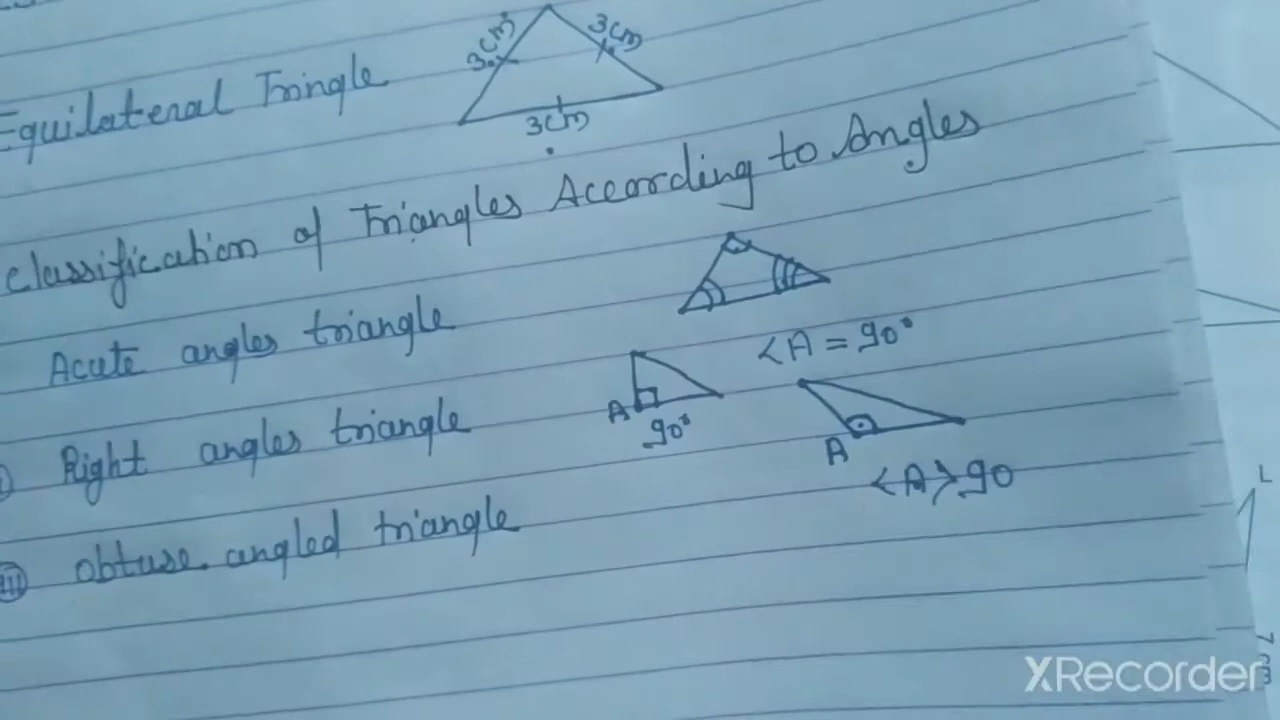 3cm 3cm
Equilateral Tringle
3cm
Classification of Triangles According to Angles
Acute angles triangle
<A = 90°
A
90°
Right angles triangle
A
<A> 90
iii obtuse angled triangle
L
XRecorder